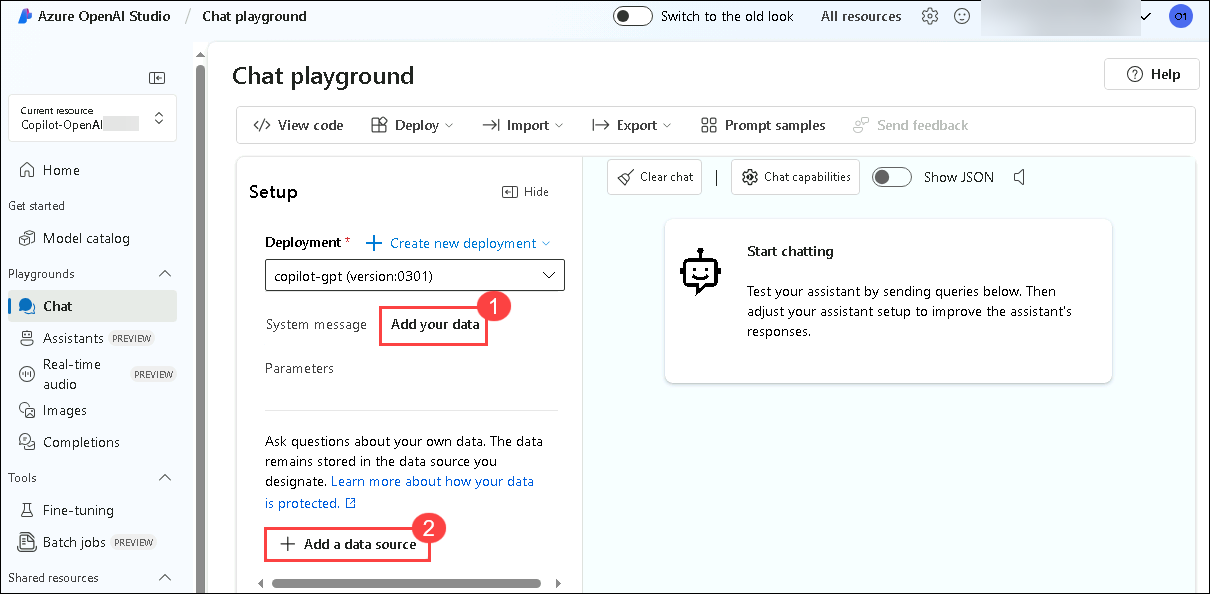 Azure OpenAI Studio / Chat playground
Switch to the old look
All resources
O1
Current resource
Copilot-OpenAI
Home
Get started
Model catalog
Playgrounds
Chat
Assistants PREVIEW
Real-time audio PREVIEW
Images
Completions
Tools
Fine-tuning
Batch jobs PREVIEW
Shared resources
Chat playground
Help
View code
Deploy
Import
Export
Prompt samples
Send feedback
Setup
Hide
Deployment *
Create new deployment
copilot-gpt (version:0301)
System message
Add your data
1
Parameters
Ask questions about your own data. The data
remains stored in the data source you
designate. Learn more about how your data
is protected.
Add a data source
2
Clear chat
|
Chat capabilities
Show JSON
Start chatting
Test your assistant by sending queries below. Then
adjust your assistant setup to improve the assistant's
responses.